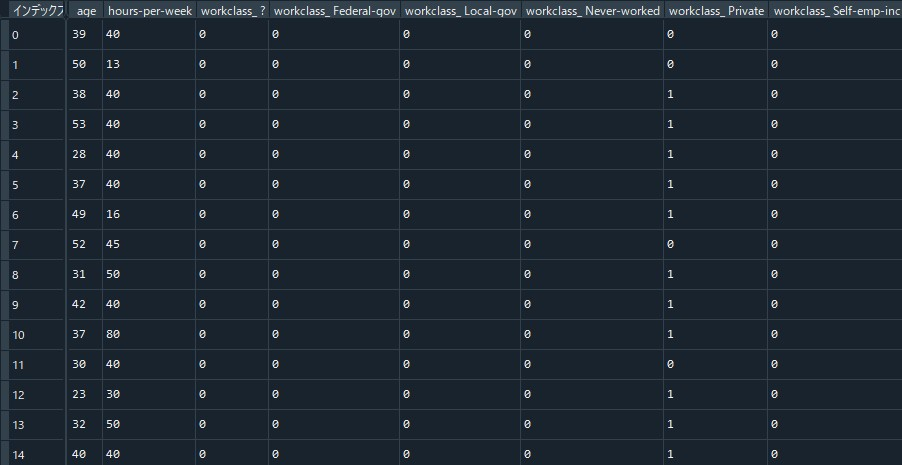 インデックス age hours-per-week workclass_ ? workclass_ Federal-gov workclass_ Local-gov workclass_ Never-worked workclass_ Private workclass_ Self-emp-inc
0 39 40 0 0 0 0 0 0
1 50 13 0 0 0 0 0 0
2 38 40 0 0 0 0 1 0
3 53 40 0 0 0 0 1 0
4 28 40 0 0 0 0 1 0
5 37 40 0 0 0 0 1 0
6 49 16 0 0 0 0 1 0
7 52 45 0 0 0 0 0 0
8 31 50 0 0 0 0 1 0
9 42 40 0 0 0 0 1 0
10 37 80 0 0 0 0 1 0
11 30 40 0 0 0 0 0 0
12 23 30 0 0 0 0 1 0
13 32 50 0 0 0 0 1 0
14 40 40 0 0 0 0 1 0